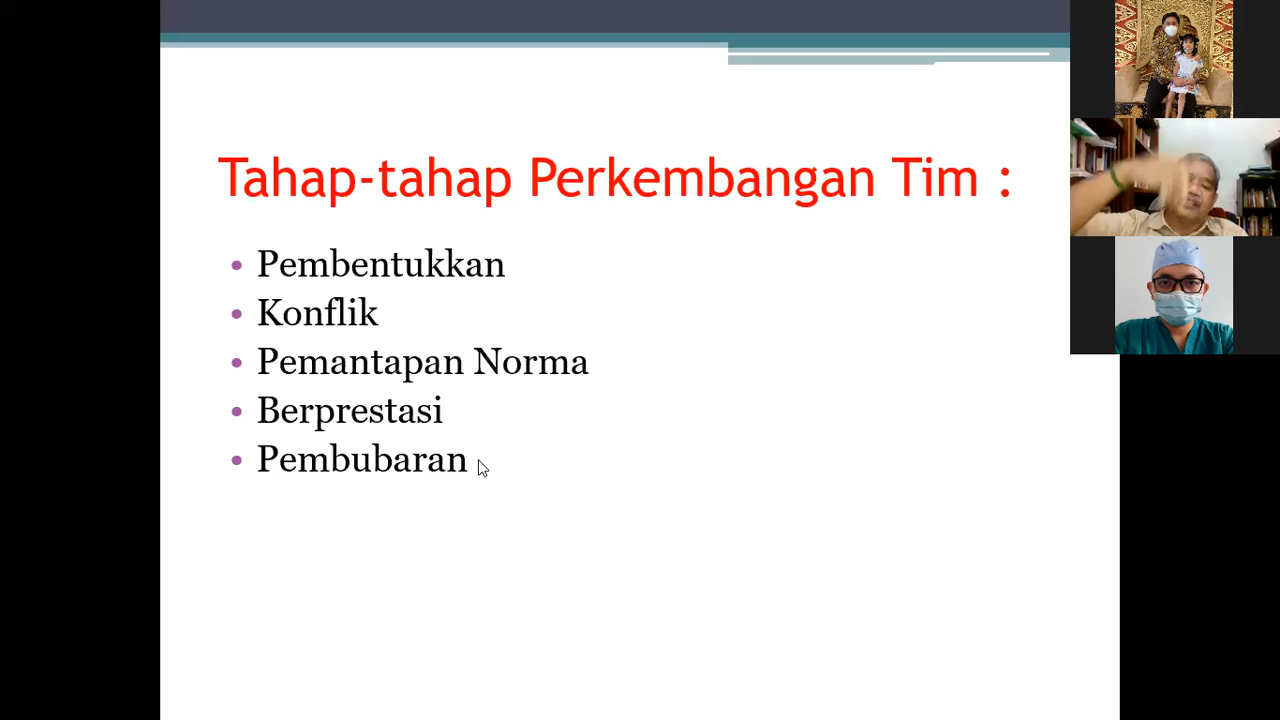 Tahap-tahap Perkembangan Tim :
• Pembentukkan
• Konflik
• Pemantapan Norma
• Berprestasi
• Pembubaran